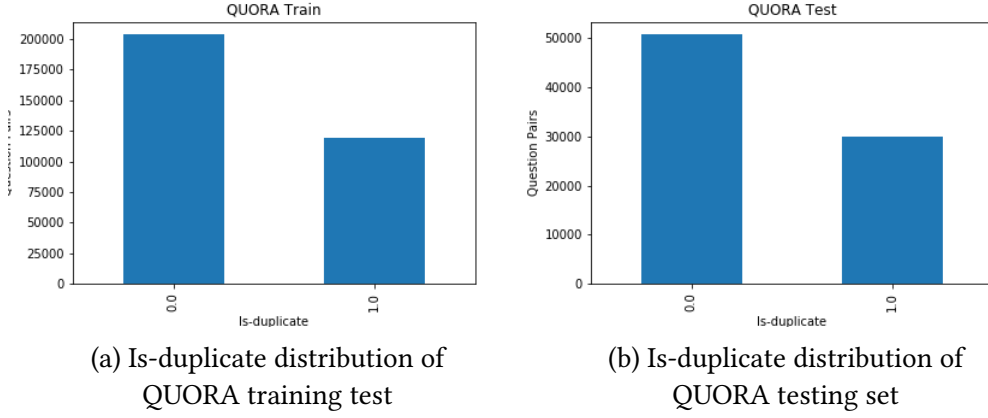 QUORA Train
200000
175000
150000
125000
100000
75000
50000
25000
0
0.0
1.0
Is-duplicate
(a) Is-duplicate distribution of
QUORA training test
QUORA Test
50000
40000
30000
20000
10000
0
Question Pairs
0.0
1.0
Is-duplicate
(b) Is-duplicate distribution of
QUORA testing set